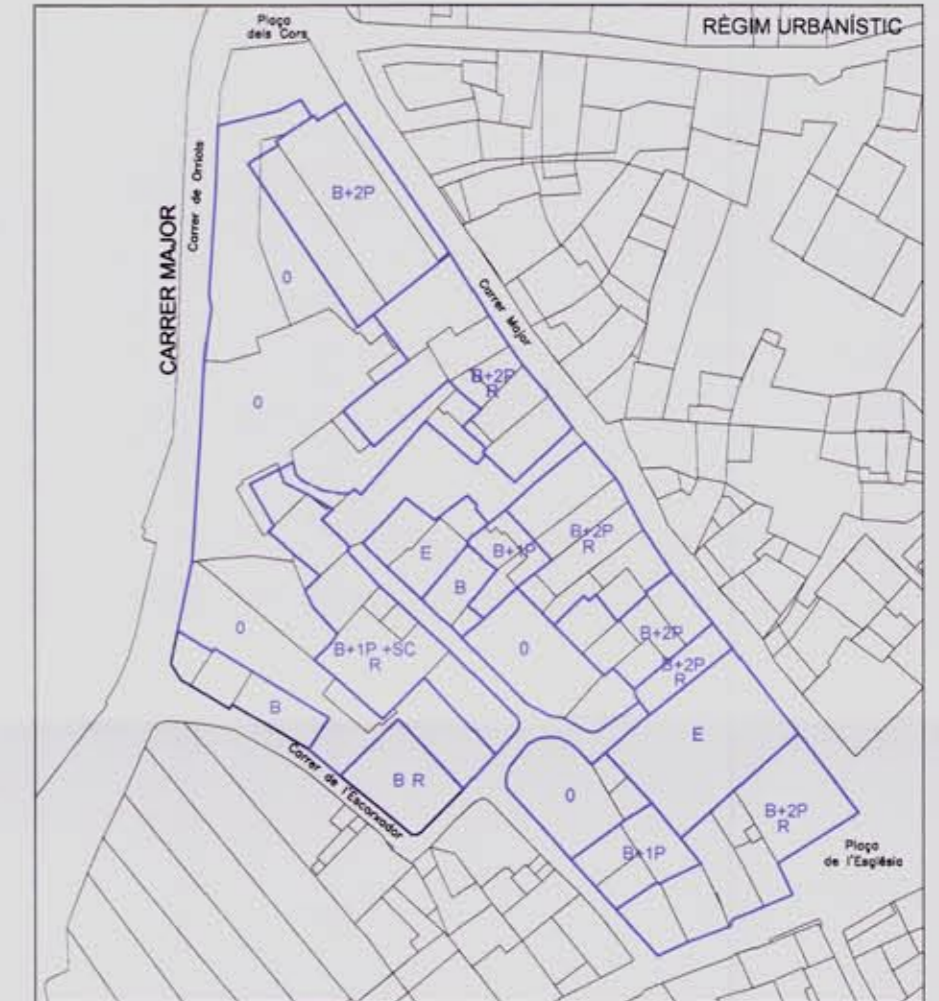 RÈGIM URBANÍSTIC
Plaça
dels Cors
Carrer de Orriols
CARRER MAJOR
B+2P
0
Carrer Major
B+2P
R
0
B+2P
R
B+1P
E
B
0
B+1P +SC
R
0
B+2P
B+2P
R
B
E
Carrer de l'Escorxador
B R
0
B+2P
R
B+1P
Plaça
de l'Església